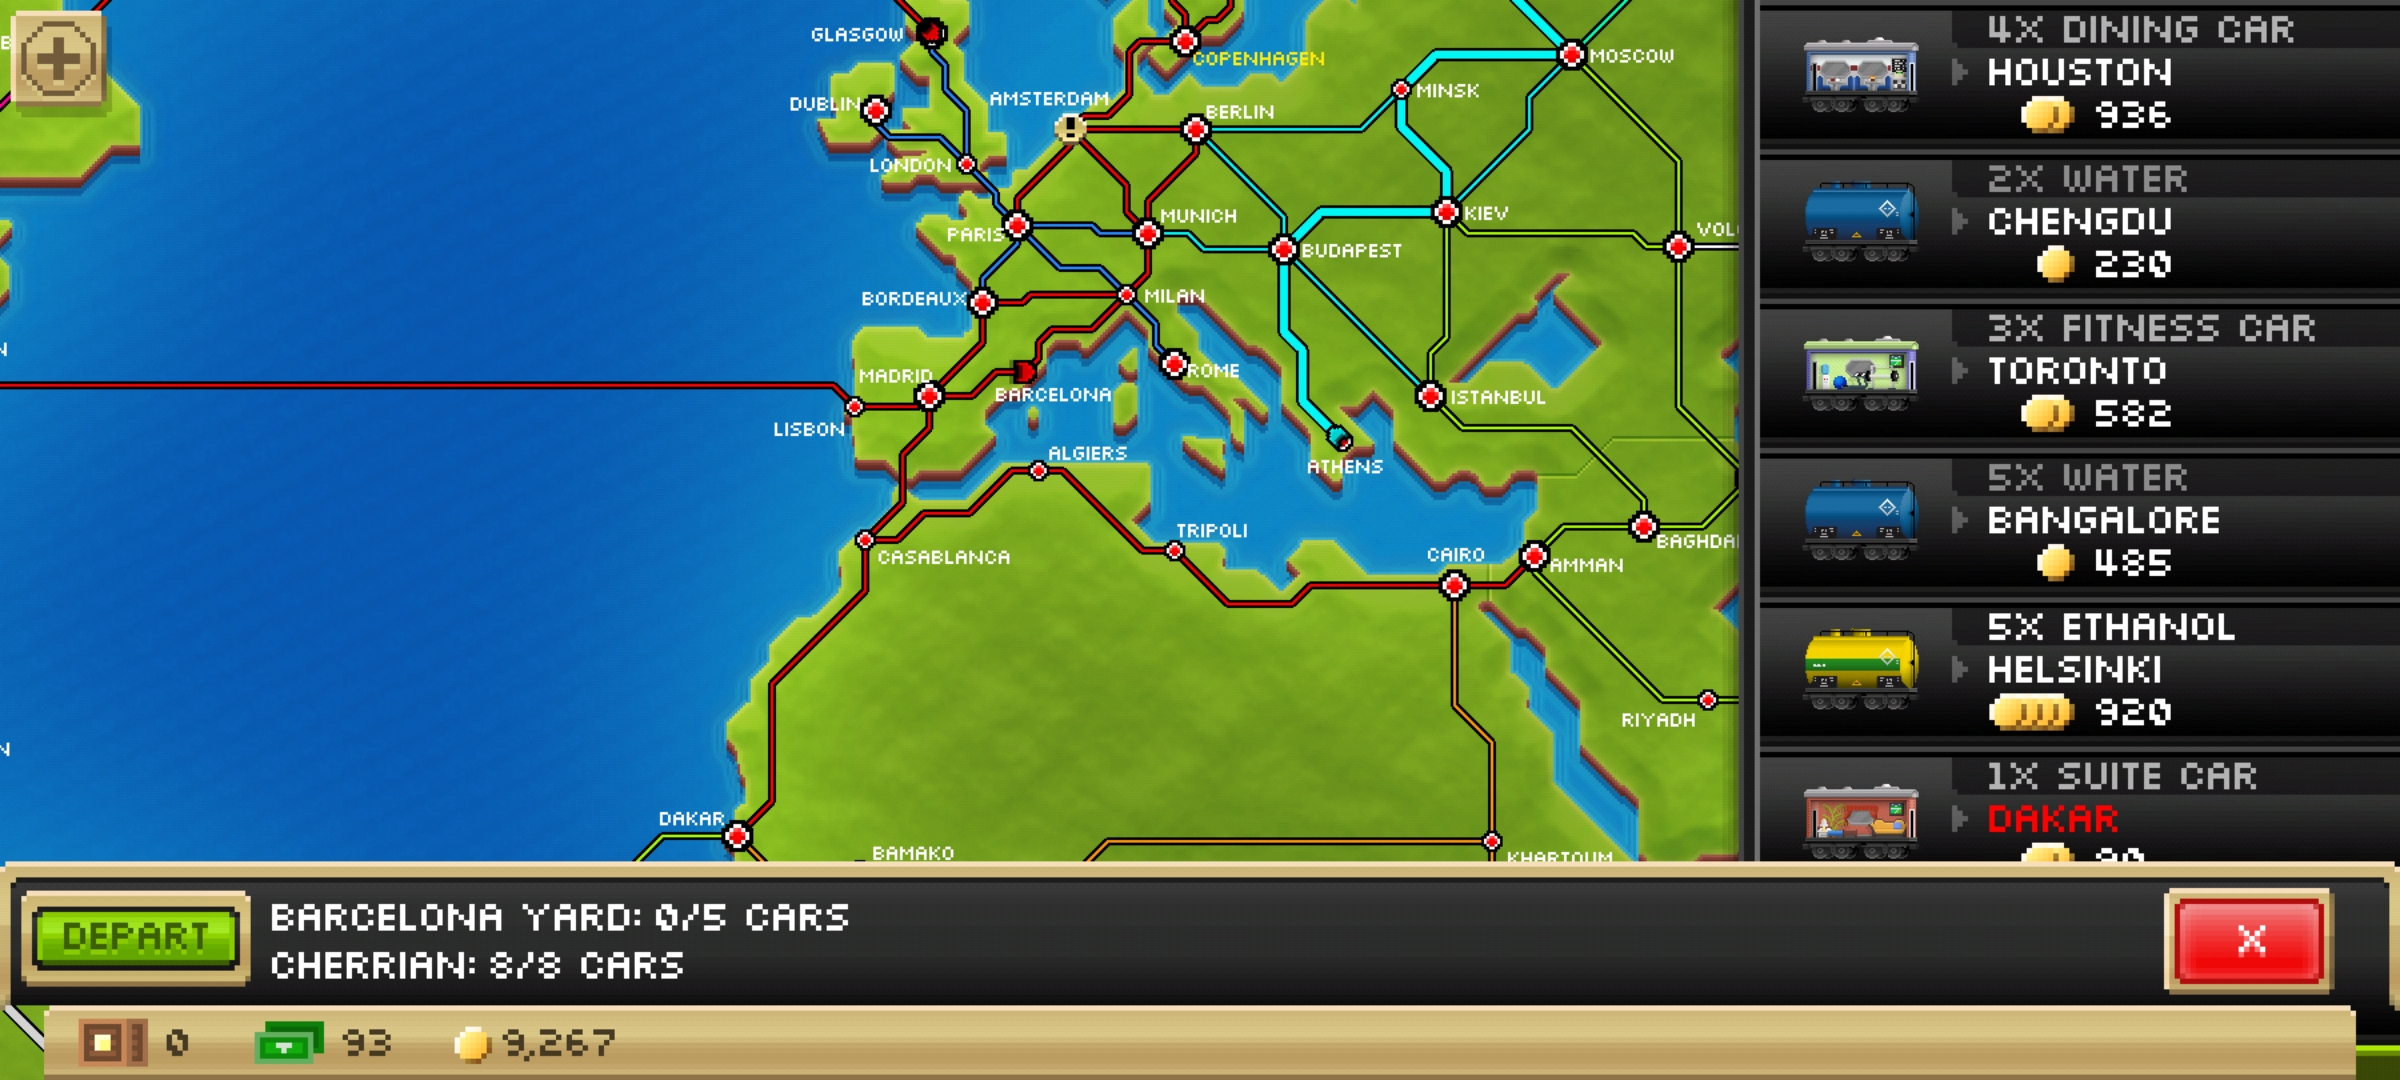 GLASGOW
COPENHAGEN
MOSCOW
MINSK
DUBLIN
AMSTERDAM
BERLIN
LONDON
MUNICH
KIEV
PARIS
BUDAPEST
BORDEAUX
MILAN
MADRID
ROME
BARCELONA
ISTANBUL
LISBON
ALGIERS
ATHENS
TRIPOLI
CASABLANCA
CAIRO
AMMAN
RIYADH
DAKAR
BAMAKO
KHARTOUM
4X DINING CAR
HOUSTON
936
2X WATER
CHENGDU
230
3X FITNESS CAR
TORONTO
582
5X WATER
BANGALORE
485
5X ETHANOL
HELSINKI
920
1X SUITE CAR
DAKAR
DEPART
BARCELONA YARD: 0/5 CARS
CHERRIAN: 8/8 CARS
X
0 93 9,267